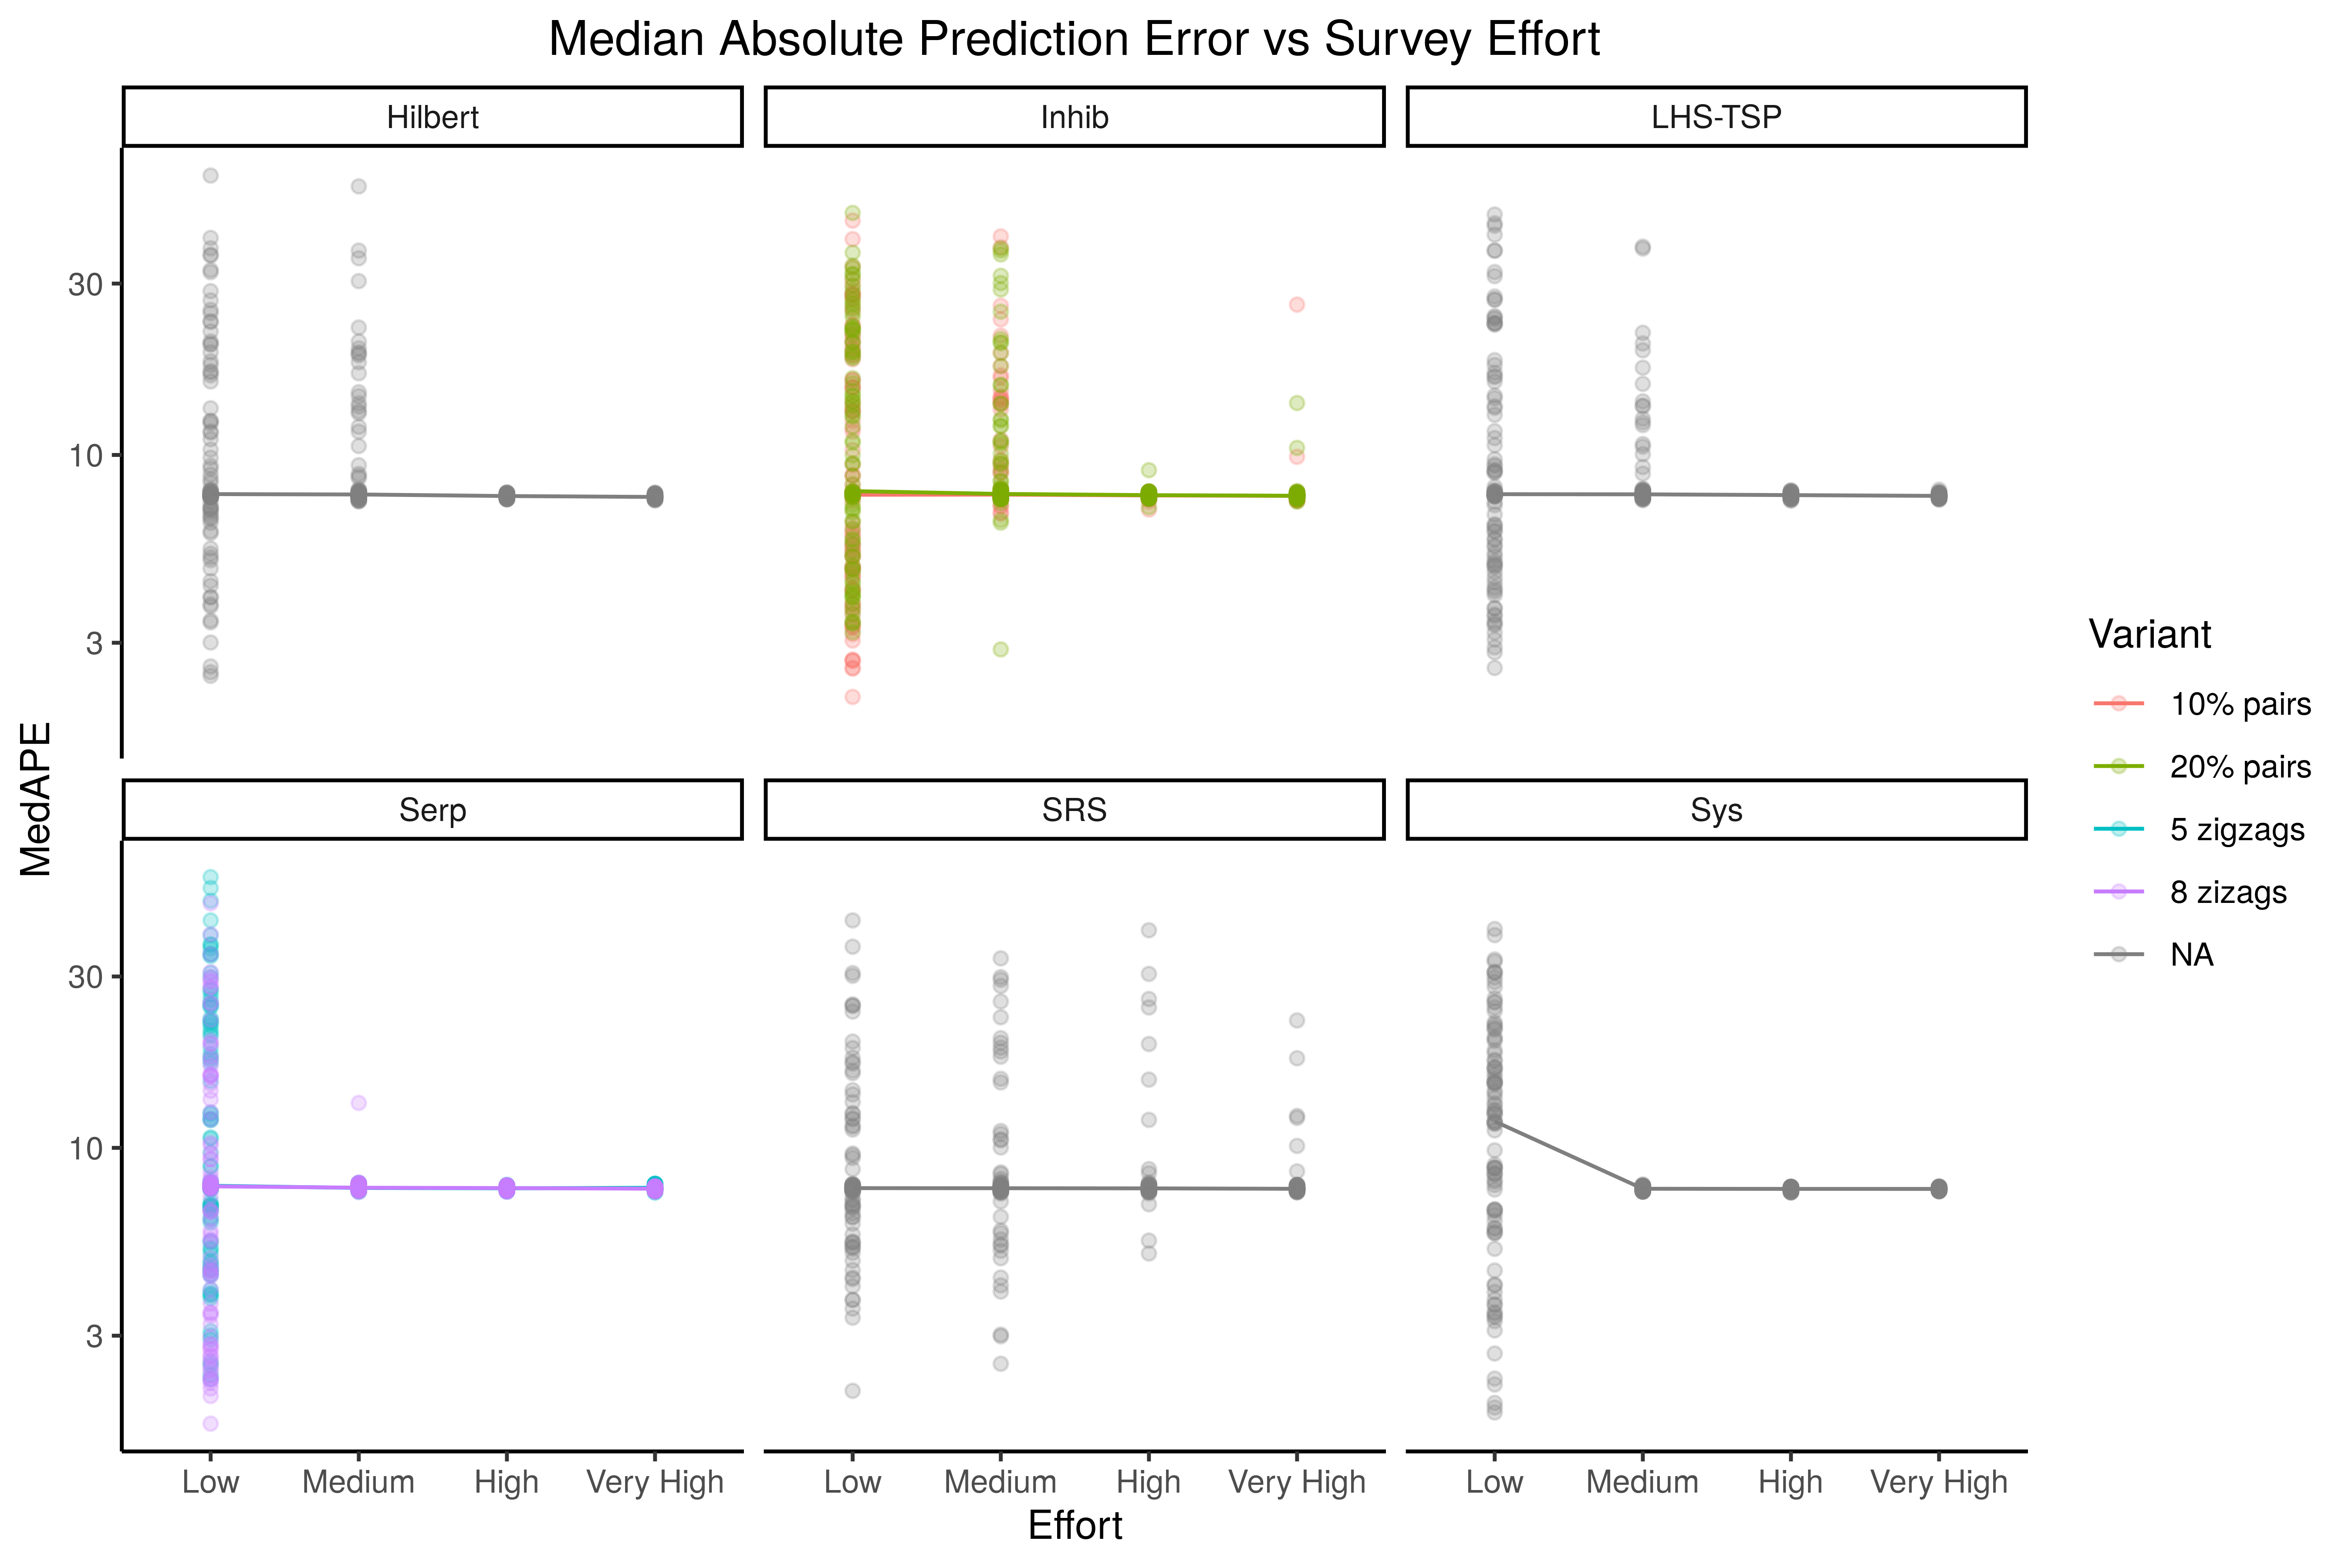 Median Absolute Prediction Error vs Survey Effort
Hilbert
Inhib
LHS-TSP
30
10
3
Serp
SRS
Sys
30
10
3
MedAPE
Low Medium High Very High
Low Medium High Very High
Low Medium High Very High
Effort
Variant
10% pairs
20% pairs
5 zigzags
8 zizags
NA